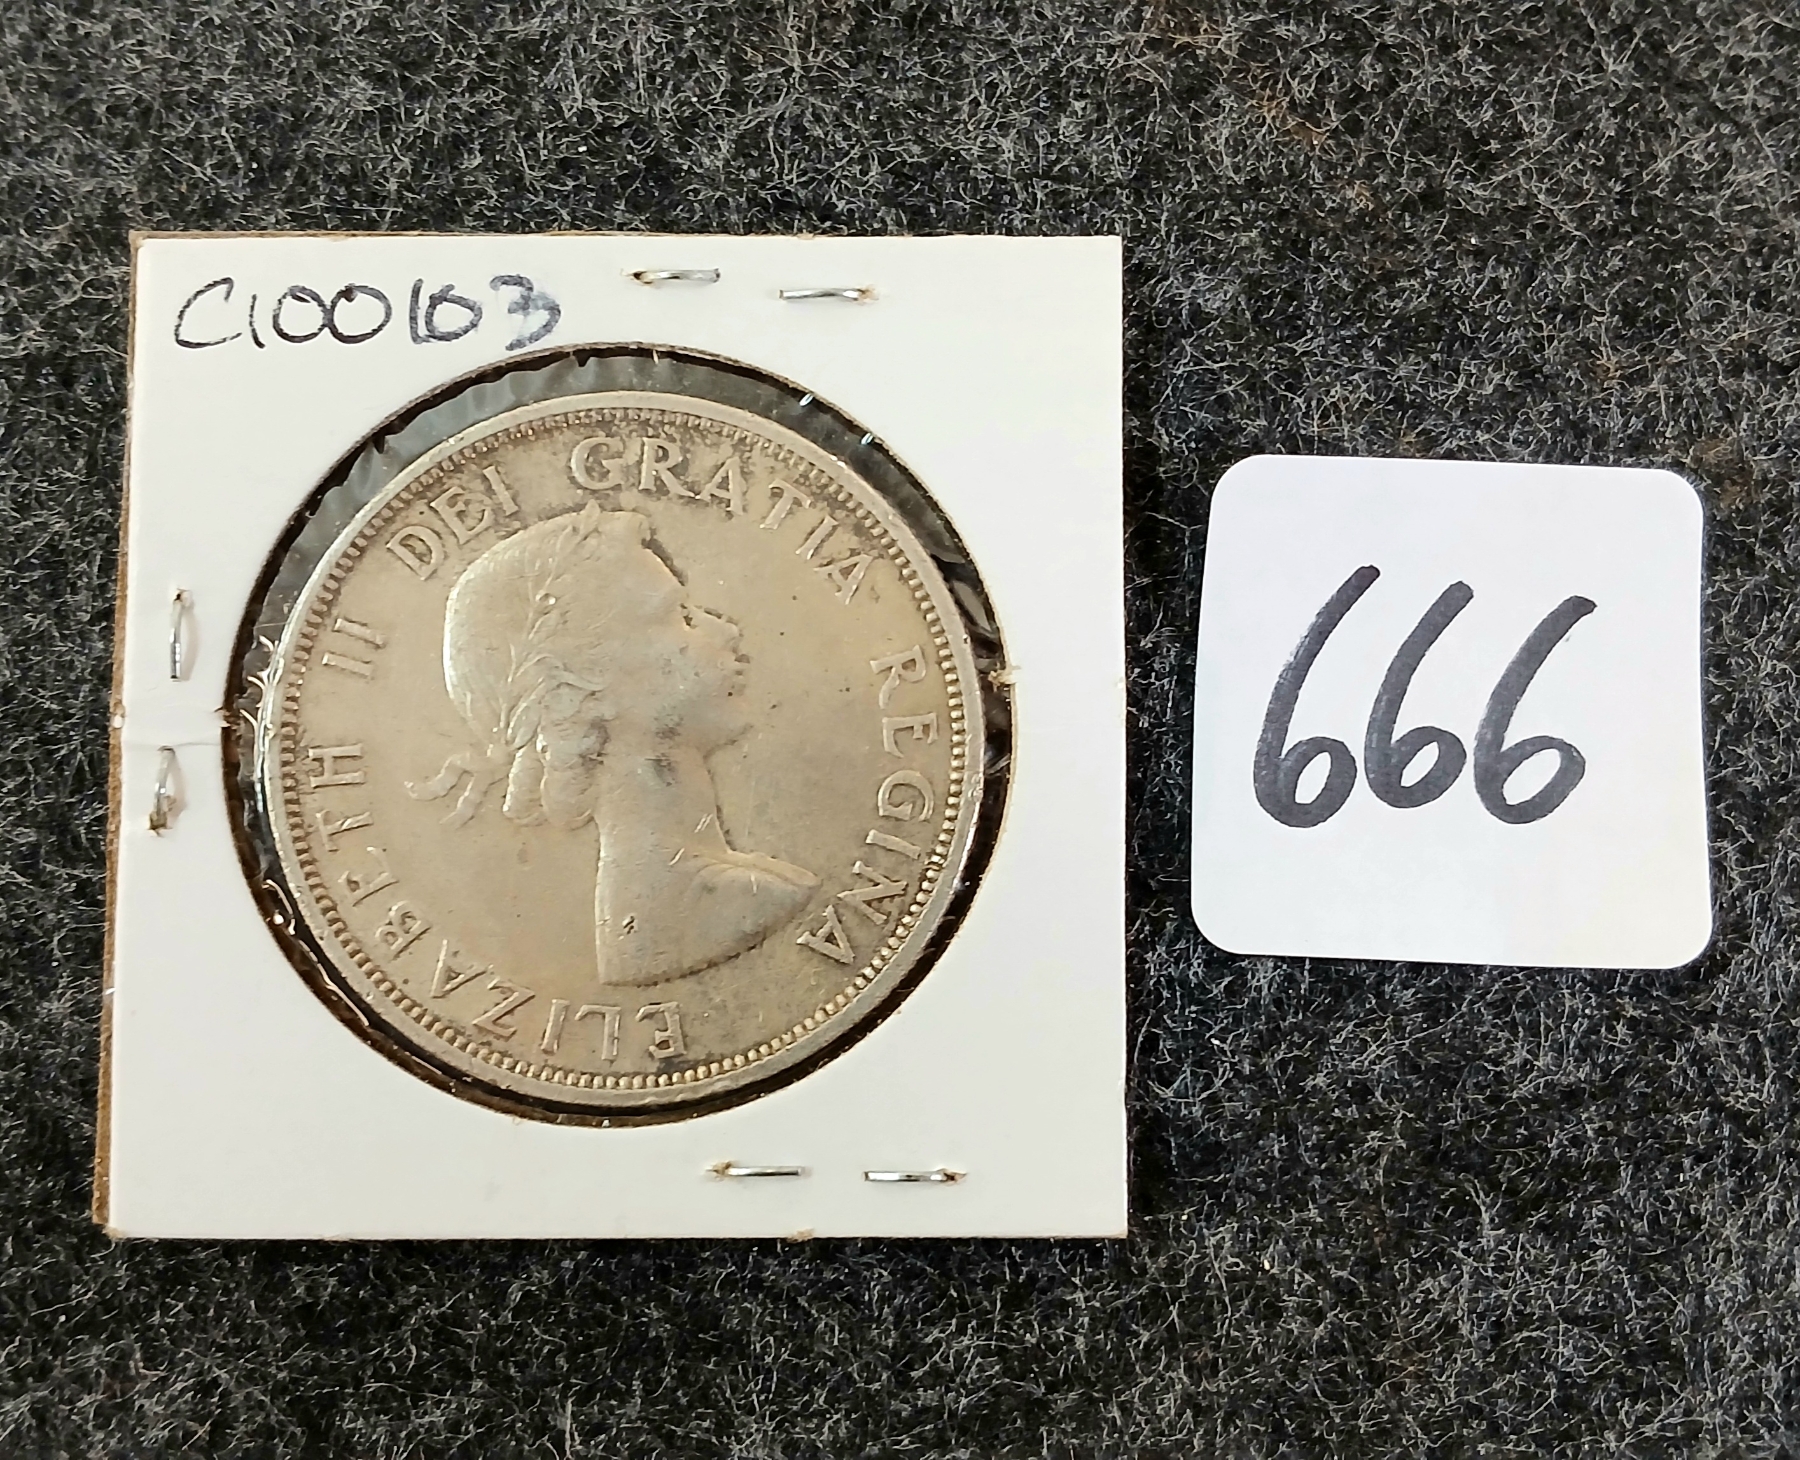 C100103
ELIZABETH II DEI GRATIA REGINA
666